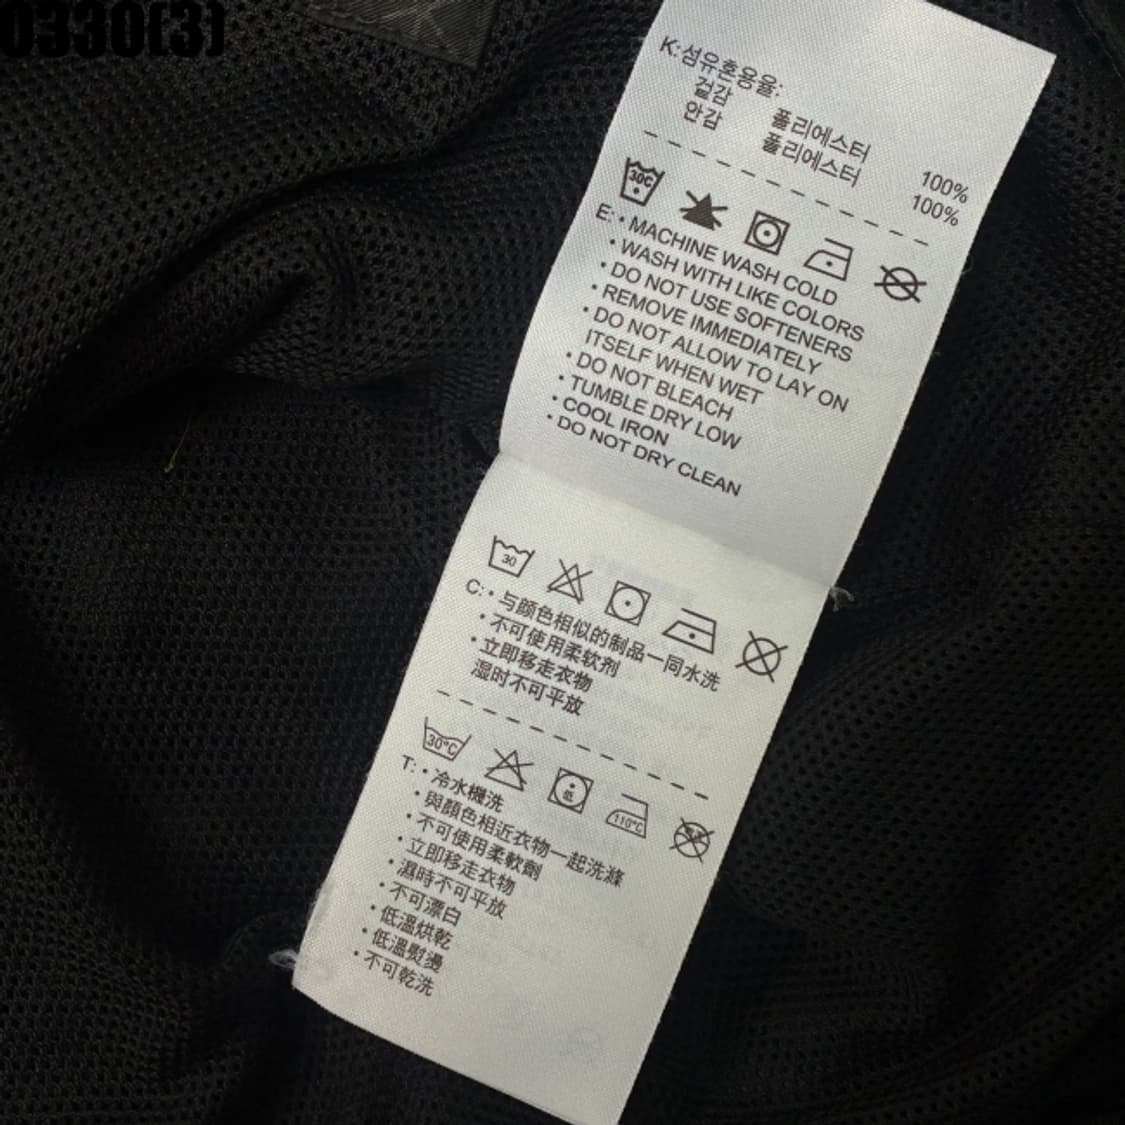 0330(3)
K:섬유혼용율:
겉감 폴리에스터 100%
안감 폴리에스터 100%
30C
E: • MACHINE WASH COLD
• WASH WITH LIKE COLORS
• DO NOT USE SOFTENERS
• REMOVE IMMEDIATELY
• DO NOT ALLOW TO LAY ON
ITSELF WHEN WET
• DO NOT BLEACH
• TUMBLE DRY LOW
• COOL IRON
• DO NOT DRY CLEAN
30
C: • 与颜色相似的制品一同水洗
• 不可使用柔软剂
• 立即移走衣物
湿时不可平放
30°C
低
110°C
T: • 冷水機洗
• 與顏色相近衣物一起洗滌
• 不可使用柔軟劑
• 立即移走衣物
• 濕時不可平放
• 不可漂白
• 低溫烘乾
• 低溫熨燙
• 不可乾洗